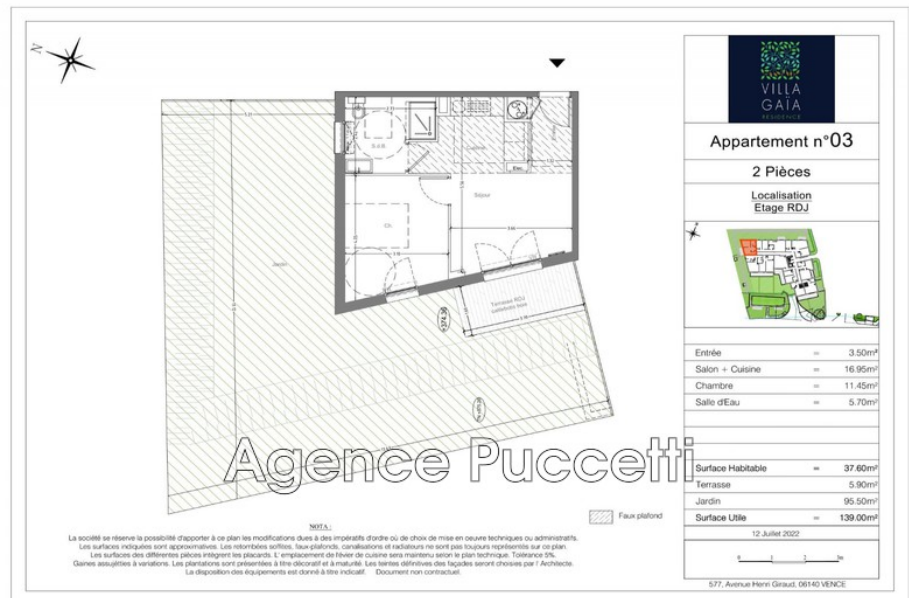 N
VILLA
GAÏA
RESIDENCE
Appartement n°03
2 Pièces
Localisation
Etage RDJ
S.d.B
Cuisine
Séjour
Ch.
Jardin
Terrasse RDJ
+374.36
Entrée = 3.50m²
Salon + Cuisine = 16.95m²
Chambre = 11.45m²
Salle d'Eau = 5.70m²
Surface Habitable = 37.60m²
Terrasse = 5.90m²
Jardin = 95.50m²
Surface Utile = 139.00m²
12 Juillet 2022
0 1 2 3m
577, Avenue Henri Giraud, 06140 VENCE
Agence Puccetti
Faux plafond
NOTA :
La société se réserve la possibilité d'apporter à ce plan les modifications dues à des impératifs d'ordre où de choix de mise en oeuvre techniques ou administratifs.
Les surfaces indiquées sont approximatives. Les retombées soffites, faux-plafonds, canalisations et radiateurs ne sont pas toujours représentés sur ce plan.
Les surfaces des différentes pièces intègrent les placards. L' emplacement de l'évier de cuisine sera maintenu selon le plan technique. Tolérance 5%.
Gaines assujetties à variations. Les plantations sont présentées à titre décoratif et à maturité. Les teintes définitives des façades seront choisies par l' Architecte.
La disposition des équipements est donné à titre indicatif. Document non contractuel.